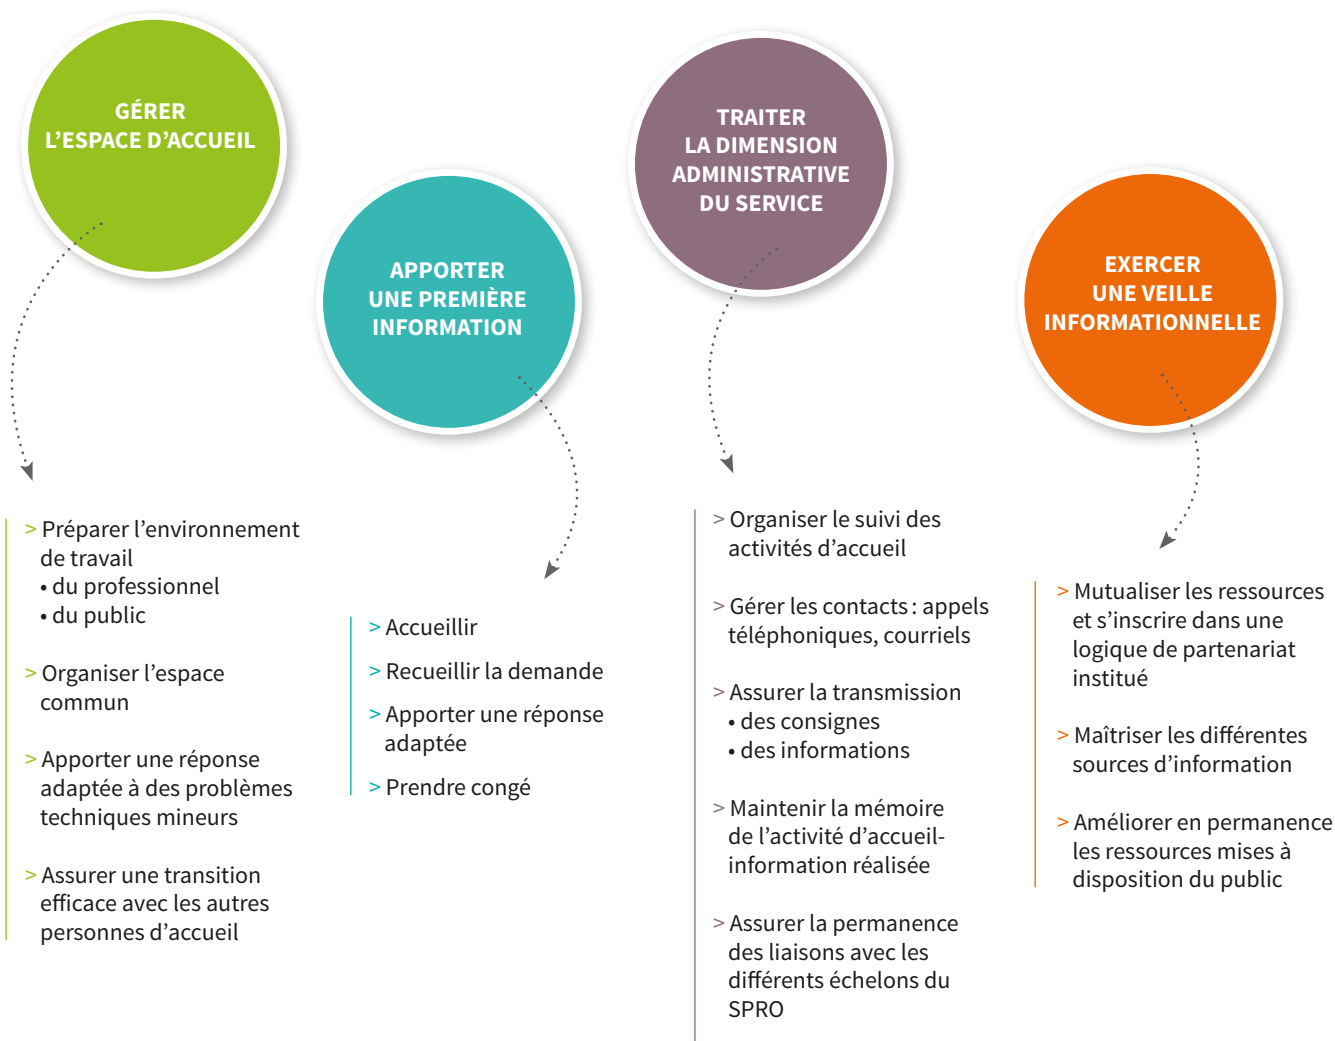 GÉRER
L’ESPACE D’ACCUEIL
> Préparer l’environnement
de travail
• du professionnel
• du public
> Organiser l’espace
commun
> Apporter une réponse
adaptée à des problèmes
techniques mineurs
> Assurer une transition
efficace avec les autres
personnes d’accueil
APPORTER
UNE PREMIÈRE
INFORMATION
> Accueillir
> Recueillir la demande
> Apporter une réponse
adaptée
> Prendre congé
TRAITER
LA DIMENSION
ADMINISTRATIVE
DU SERVICE
> Organiser le suivi des
activités d’accueil
> Gérer les contacts : appels
téléphoniques, courriels
> Assurer la transmission
• des consignes
• des informations
> Maintenir la mémoire
de l’activité d’accueil-
information réalisée
> Assurer la permanence
des liaisons avec les
différents échelons du
SPRO
EXERCER
UNE VEILLE
INFORMATIONNELLE
> Mutualiser les ressources
et s’inscrire dans une
logique de partenariat
institué
> Maîtriser les différentes
sources d’information
> Améliorer en permanence
les ressources mises à
disposition du public